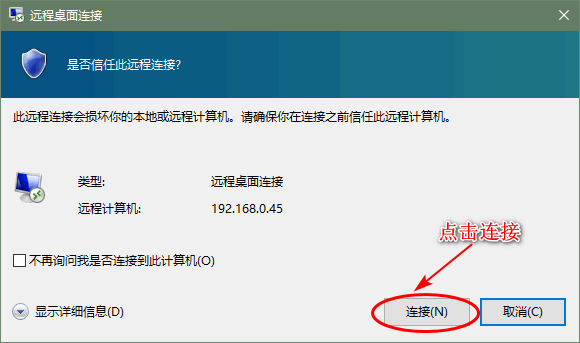 远程桌面连接
是否信任此远程连接?
此远程连接会损坏你的本地或远程计算机。请确保你在连接之前信任此远程计算机。
类型: 远程桌面连接
远程计算机: 192.168.0.45
点击连接
不再询问我是否连接到此计算机(O)
显示详细信息(D) 连接(N) 取消(C)